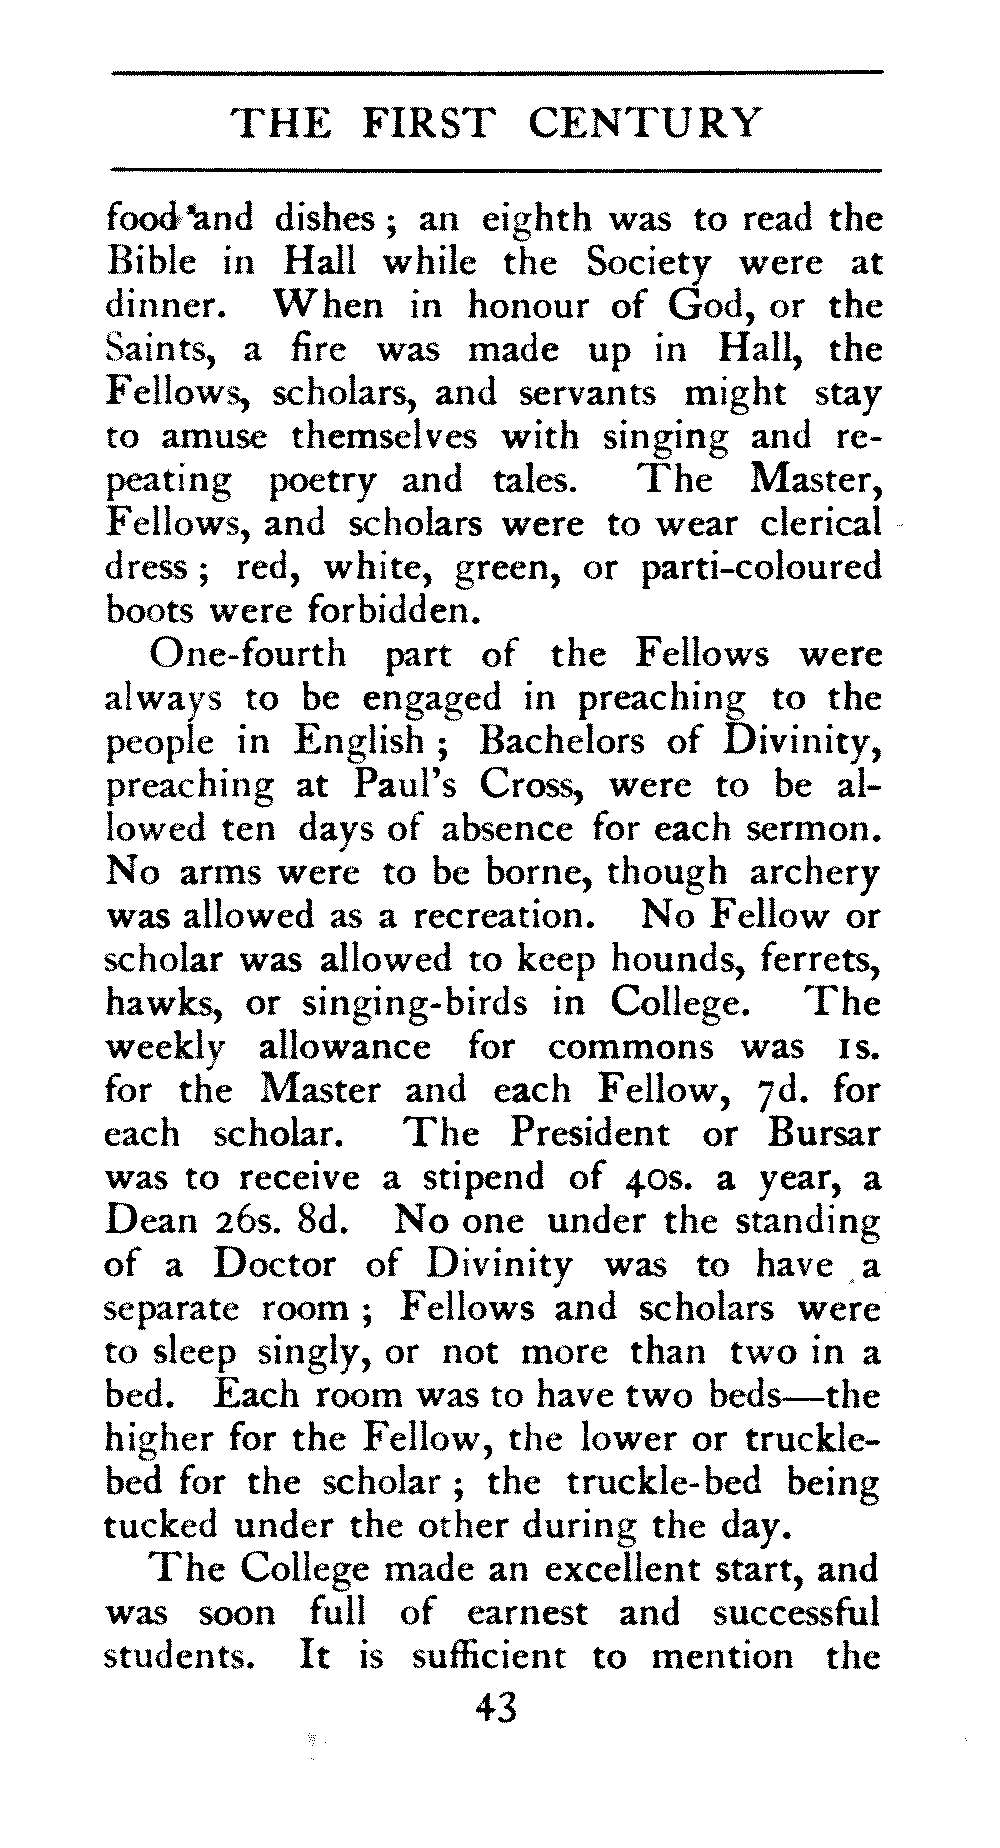 THE FIRST CENTURY
food and dishes ; an eighth was to read the
Bible in Hall while the Society were at
dinner. When in honour of God, or the
Saints, a fire was made up in Hall, the
Fellows, scholars, and servants might stay
to amuse themselves with singing and re-
peating poetry and tales. The Master,
Fellows, and scholars were to wear clerical
dress ; red, white, green, or parti-coloured
boots were forbidden.
One-fourth part of the Fellows were
always to be engaged in preaching to the
people in English ; Bachelors of Divinity,
preaching at Paul's Cross, were to be al-
lowed ten days of absence for each sermon.
No arms were to be borne, though archery
was allowed as a recreation. No Fellow or
scholar was allowed to keep hounds, ferrets,
hawks, or singing-birds in College. The
weekly allowance for commons was 1s.
for the Master and each Fellow, 7d. for
each scholar. The President or Bursar
was to receive a stipend of 40s. a year, a
Dean 26s. 8d. No one under the standing
of a Doctor of Divinity was to have a
separate room ; Fellows and scholars were
to sleep singly, or not more than two in a
bed. Each room was to have two beds—the
higher for the Fellow, the lower or truckle-
bed for the scholar ; the truckle-bed being
tucked under the other during the day.
The College made an excellent start, and
was soon full of earnest and successful
students. It is sufficient to mention the
43